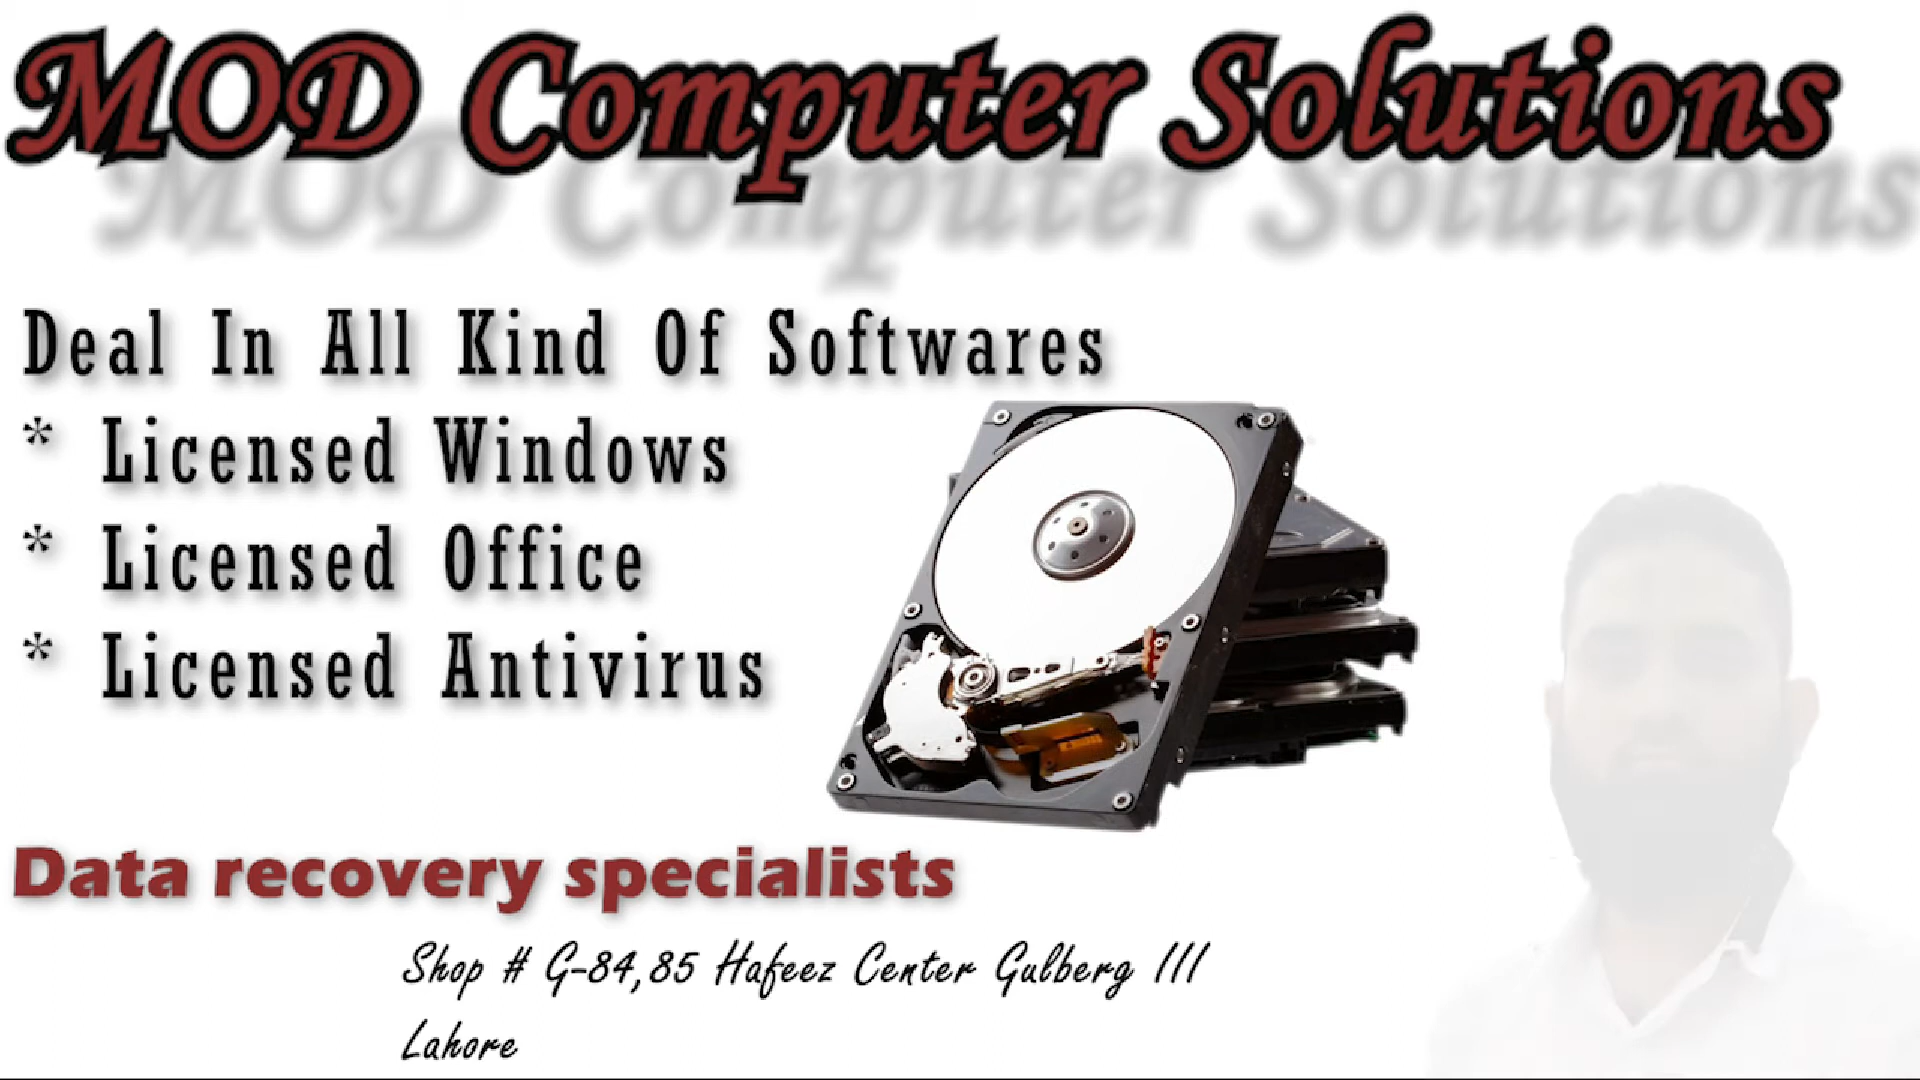 MOD Computer Solutions
Deal In All Kind Of Softwares
* Licensed Windows
* Licensed Office
* Licensed Antivirus
Data recovery specialists
Shop # G-84,85 Hafeez Center Gulberg III
Lahore